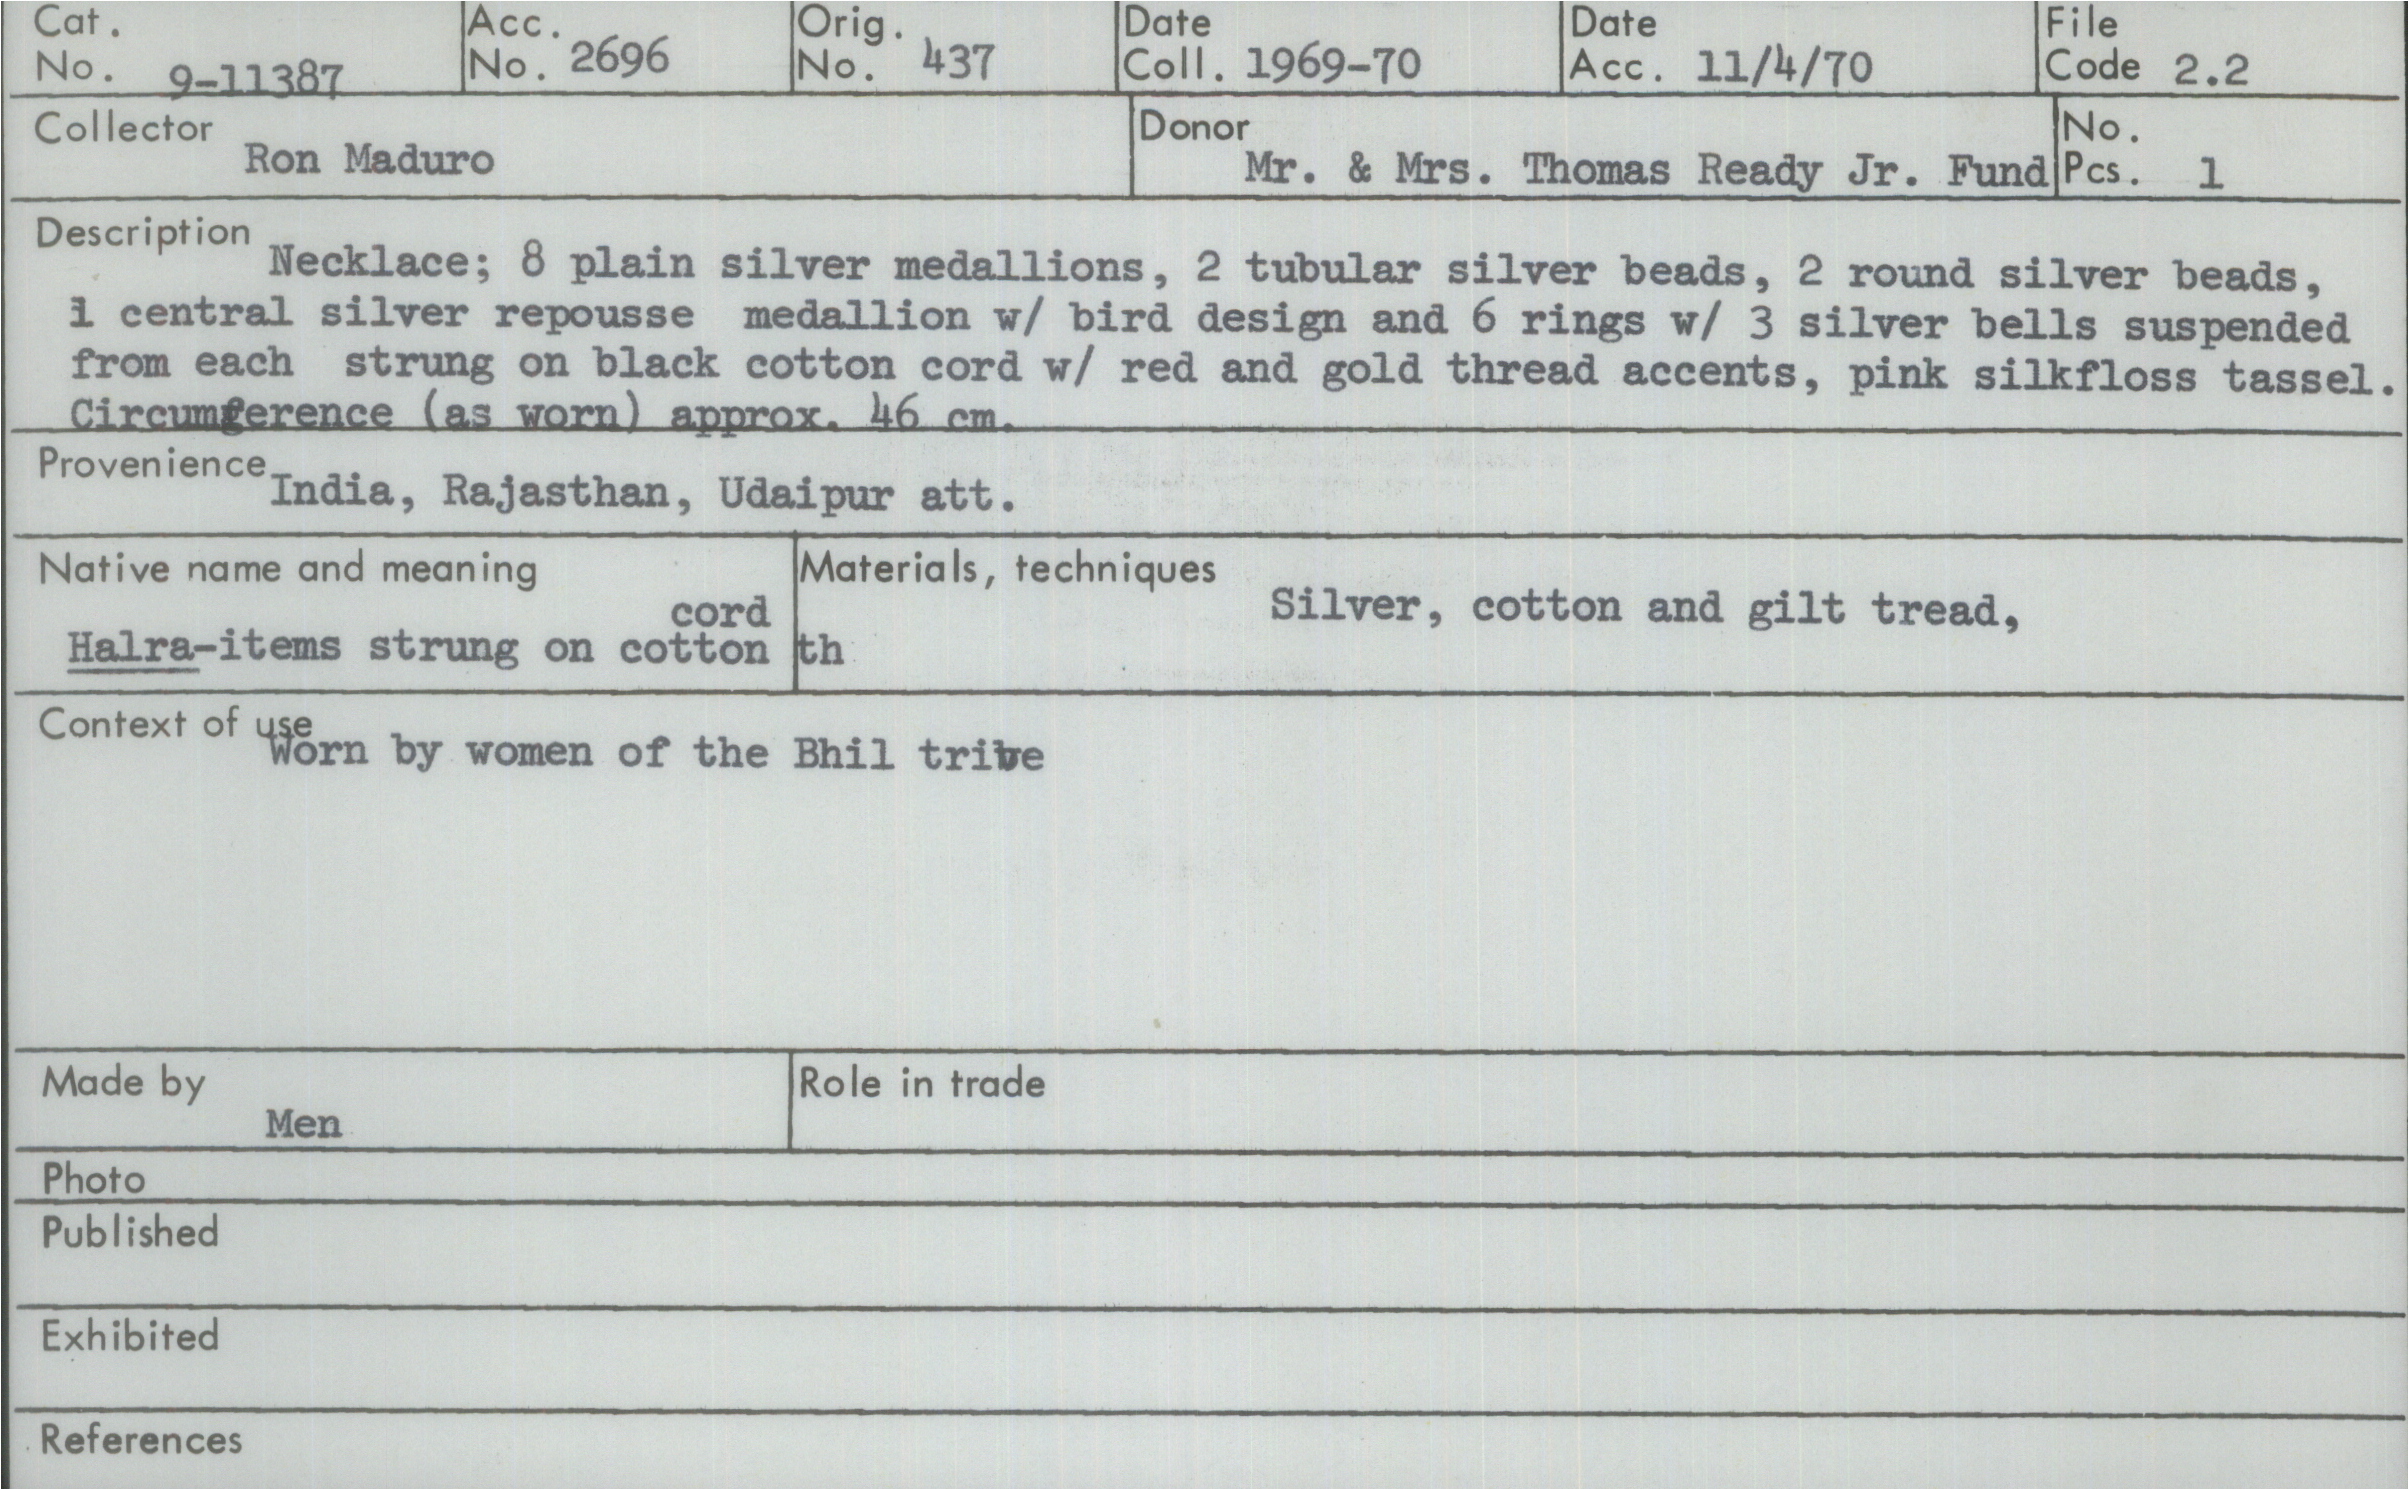 Cat. No. 9-11387
Acc. No. 2696
Orig. No. 437
Date Coll. 1969-70
Date Acc. 11/4/70
File Code 2.2
Collector Ron Maduro
Donor Mr. & Mrs. Thomas Ready Jr. Fund
No. Pcs. 1
Description Necklace; 8 plain silver medallions, 2 tubular silver beads, 2 round silver beads,
1 central silver repousse medallion w/ bird design and 6 rings w/ 3 silver bells suspended
from each strung on black cotton cord w/ red and gold thread accents, pink silkfloss tassel.
Circumference (as worn) approx. 46 cm.
Provenience India, Rajasthan, Udaipur att.
Native name and meaning
cord
Halra-items strung on cotton th
Materials, techniques
Silver, cotton and gilt tread,
Context of use Worn by women of the Bhil tribe
Made by
Men
Role in trade
Photo
Published
Exhibited
References